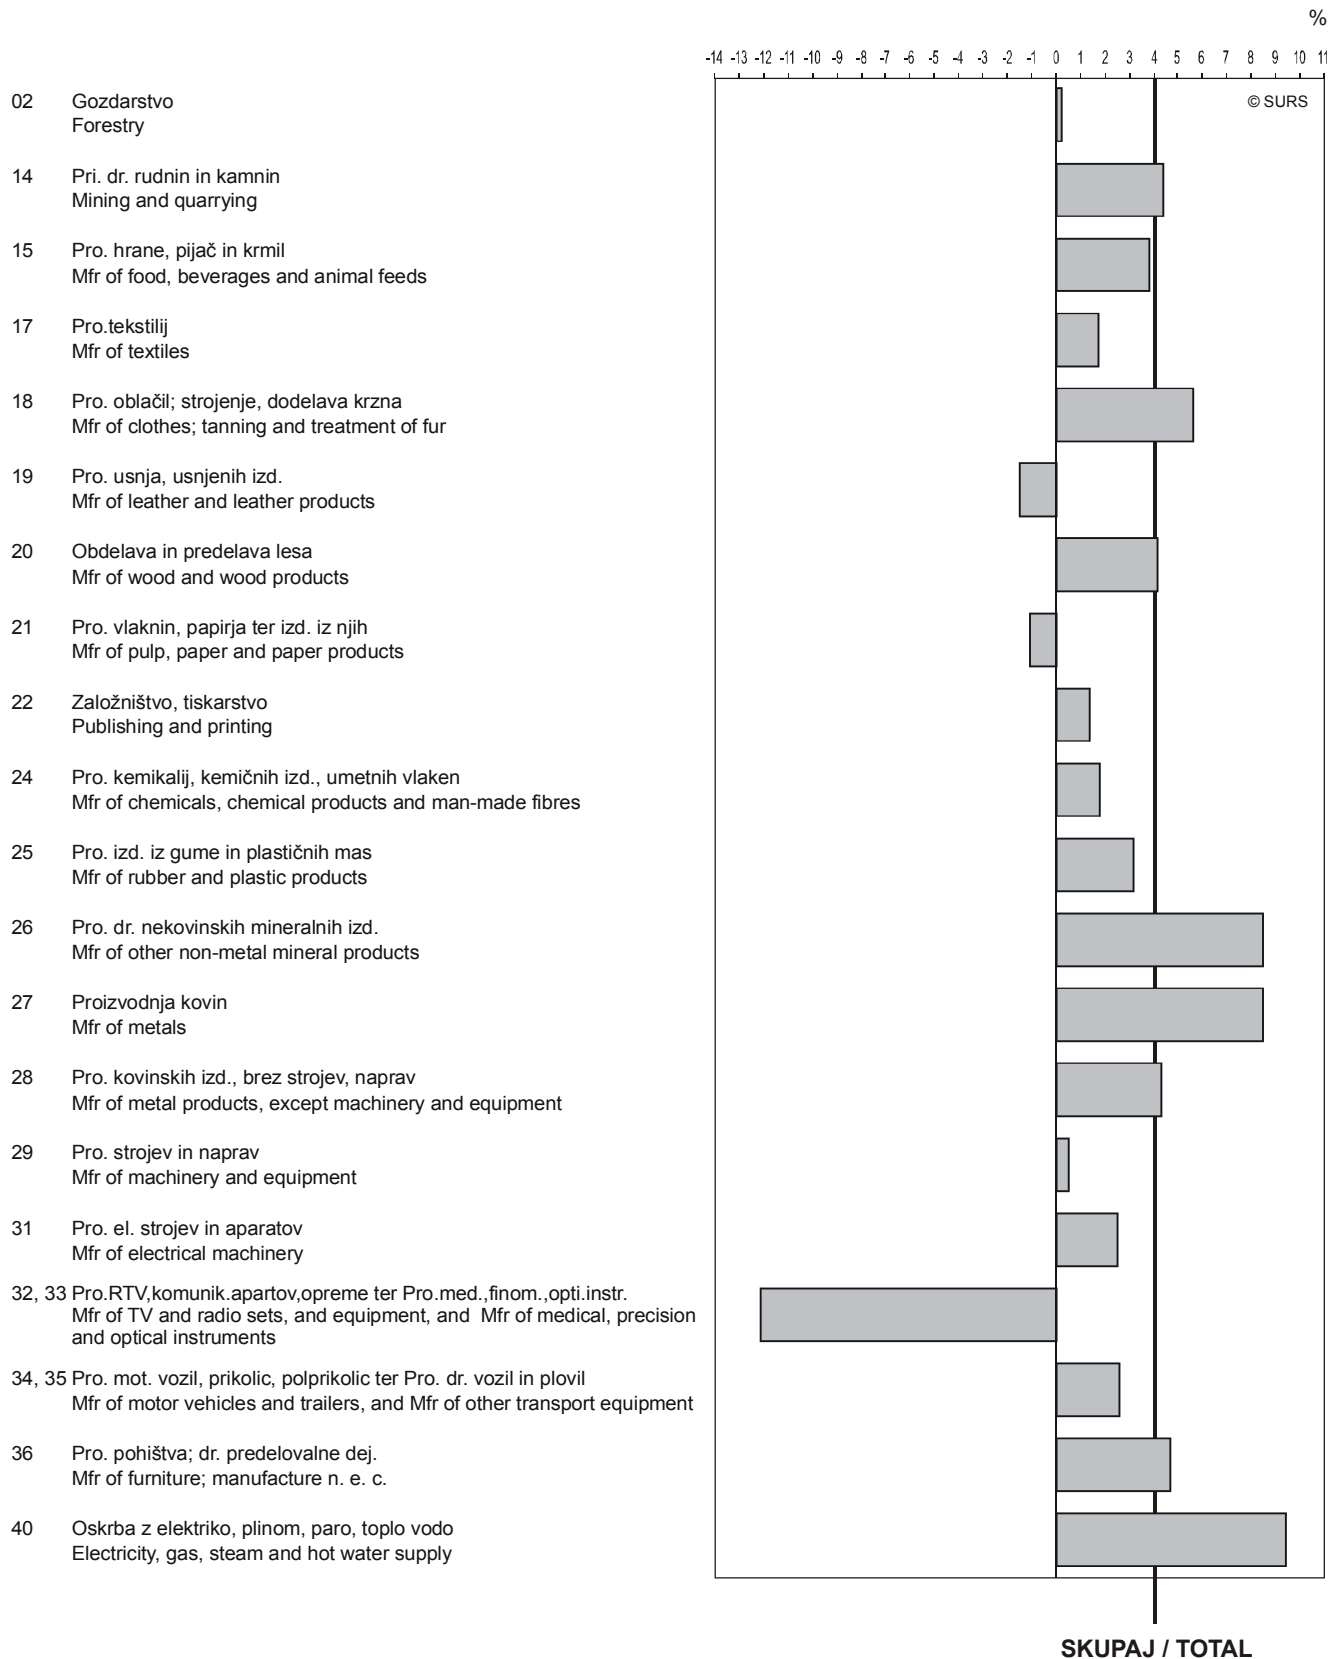 %
-14 -13 -12 -11 -10 -9 -8 -7 -6 -5 -4 -3 -2 -1 0 1 2 3 4 5 6 7 8 9 10 11
© SURS
02 Gozdarstvo
Forestry
14 Pri. dr. rudnin in kamnin
Mining and quarrying
15 Pro. hrane, pijač in krmil
Mfr of food, beverages and animal feeds
17 Pro.tekstilij
Mfr of textiles
18 Pro. oblačil; strojenje, dodelava krzna
Mfr of clothes; tanning and treatment of fur
19 Pro. usnja, usnjenih izd.
Mfr of leather and leather products
20 Obdelava in predelava lesa
Mfr of wood and wood products
21 Pro. vlaknin, papirja ter izd. iz njih
Mfr of pulp, paper and paper products
22 Založništvo, tiskarstvo
Publishing and printing
24 Pro. kemikalij, kemičnih izd., umetnih vlaken
Mfr of chemicals, chemical products and man-made fibres
25 Pro. izd. iz gume in plastičnih mas
Mfr of rubber and plastic products
26 Pro. dr. nekovinskih mineralnih izd.
Mfr of other non-metal mineral products
27 Proizvodnja kovin
Mfr of metals
28 Pro. kovinskih izd., brez strojev, naprav
Mfr of metal products, except machinery and equipment
29 Pro. strojev in naprav
Mfr of machinery and equipment
31 Pro. el. strojev in aparatov
Mfr of electrical machinery
32, 33 Pro.RTV,komunik.apartov,opreme ter Pro.med.,finom.,opti.instr.
Mfr of TV and radio sets, and equipment, and Mfr of medical, precision
and optical instruments
34, 35 Pro. mot. vozil, prikolic, polprikolic ter Pro. dr. vozil in plovil
Mfr of motor vehicles and trailers, and Mfr of other transport equipment
36 Pro. pohištva; dr. predelovalne dej.
Mfr of furniture; manufacture n. e. c.
40 Oskrba z elektriko, plinom, paro, toplo vodo
Electricity, gas, steam and hot water supply
SKUPAJ / TOTAL